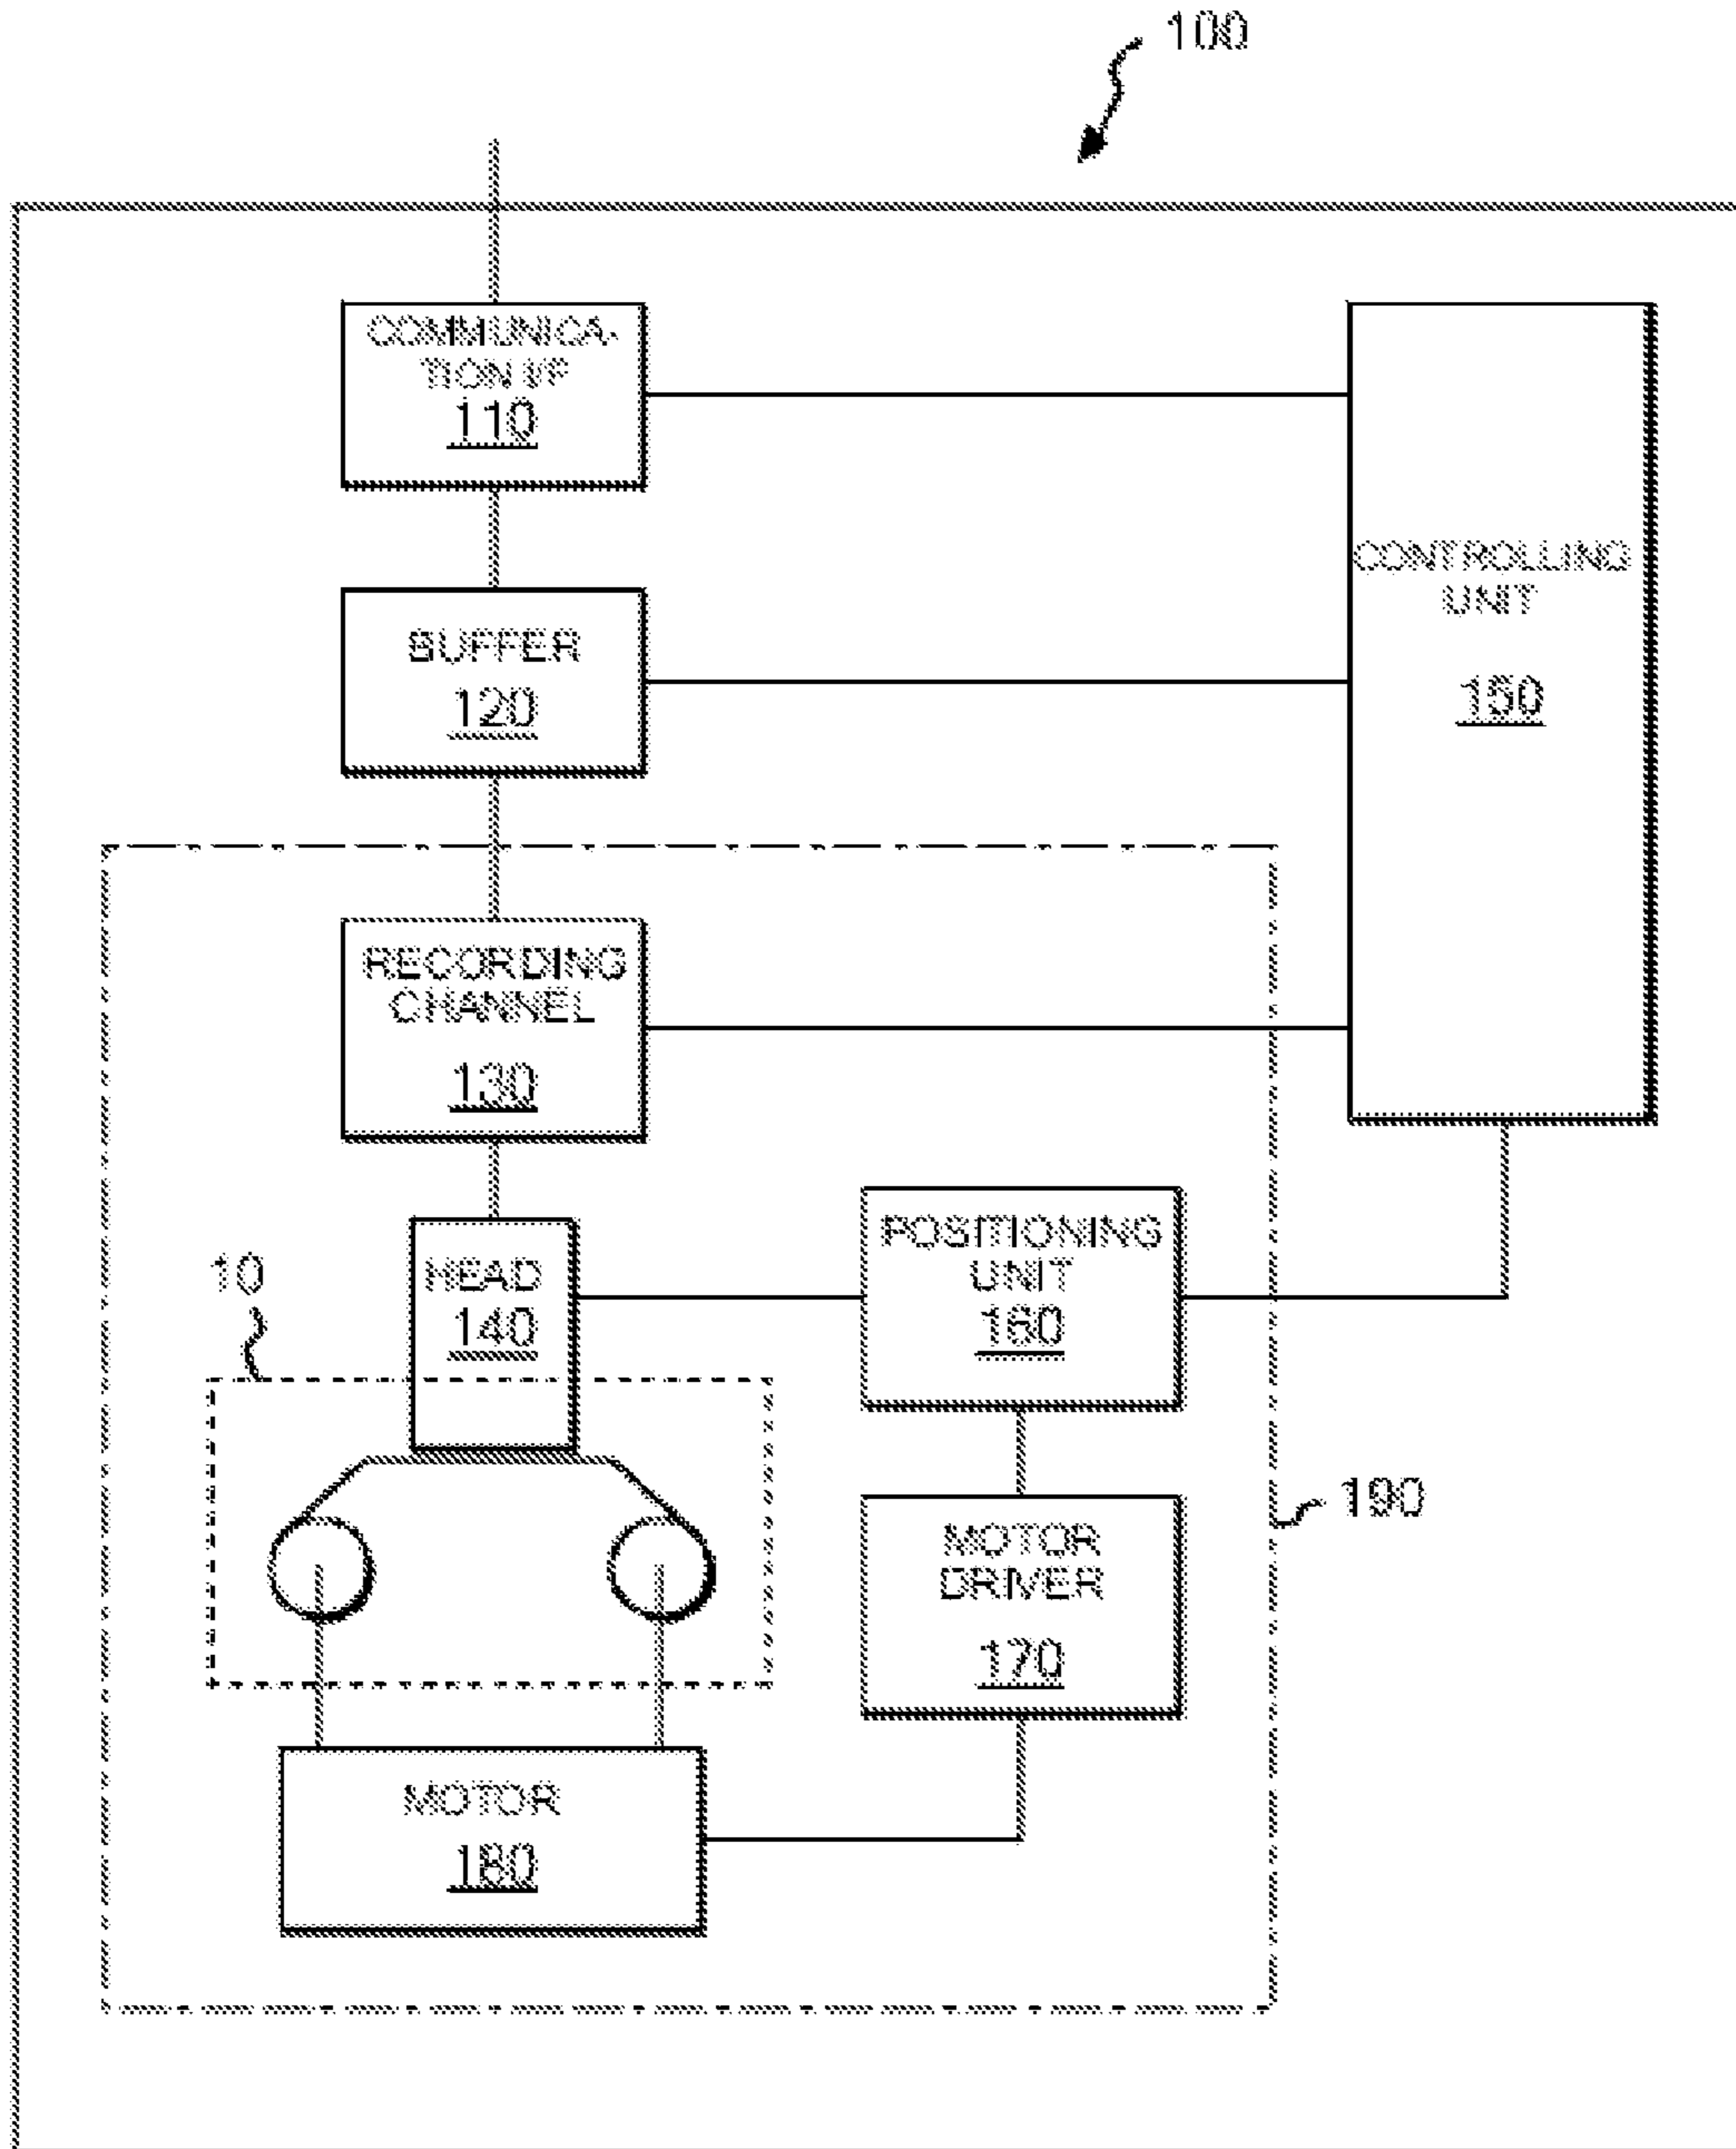 100
COMMUNICA-
TION I/F
110
BUFFER
120
CONTROLLING
UNIT
150
RECORDING
CHANNEL
130
10
HEAD
140
POSITIONING
UNIT
160
190
MOTOR
DRIVER
170
MOTOR
180